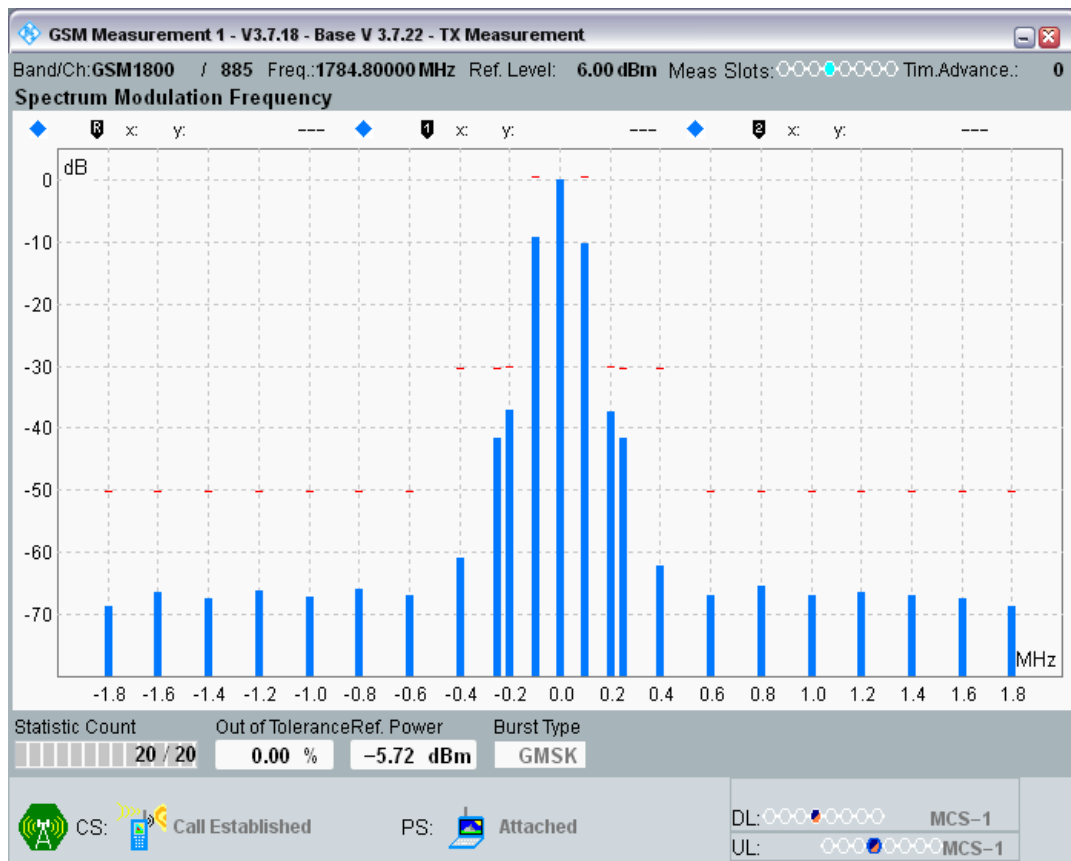 GSM Measurement 1 - V3.7.18 - Base V 3.7.22 - TX Measurement
Band/Ch:GSM1800 / 885 Freq.:1784.80000 MHz Ref. Level: 6.00 dBm Meas Slots: Tim.Advance.: 0
Spectrum Modulation Frequency
R x: y: --- 1 x: y: --- 2 x: y: ---
dB
0
-10
-20
-30
-40
-50
-60
-70
MHz
-1.8 -1.6 -1.4 -1.2 -1.0 -0.8 -0.6 -0.4 -0.2 0.0 0.2 0.4 0.6 0.8 1.0 1.2 1.4 1.6 1.8
Statistic Count Out of Tolerance Ref. Power Burst Type
20 / 20 0.00 % −5.72 dBm GMSK
CS: Call Established PS: Attached
DL: MCS−1
UL: MCS−1